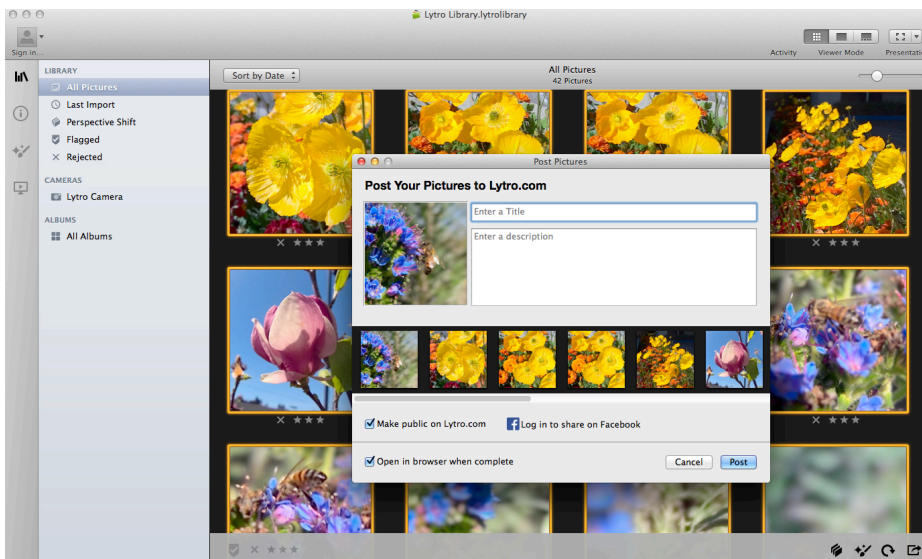 Lytro Library.lytrolibrary
Sign in...
Activity
Viewer Mode
Presentati
LIBRARY
All Pictures
Last Import
Perspective Shift
Flagged
Rejected
CAMERAS
Lytro Camera
ALBUMS
All Albums
Sort by Date
All Pictures
42 Pictures
Post Pictures
Post Your Pictures to Lytro.com
Enter a Title
Enter a description
Make public on Lytro.com
Log in to share on Facebook
Open in browser when complete
Cancel
Post